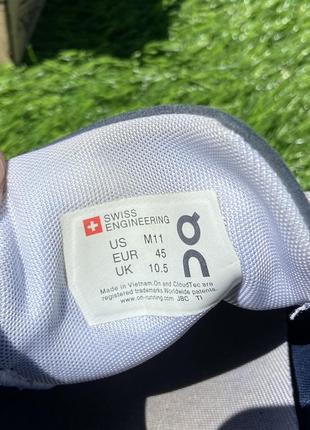 SWISS
ENGINEERING
US M11
EUR 45
UK 10.5
Made in Vietnam.On and CloudTec are
registered trademarks.Worldwide patents.
www.on-running.com JBC TI